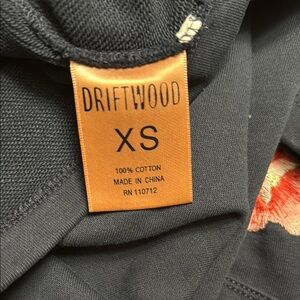 DRIFTWOOD
XS
100% COTTON
MADE IN CHINA
RN 110712